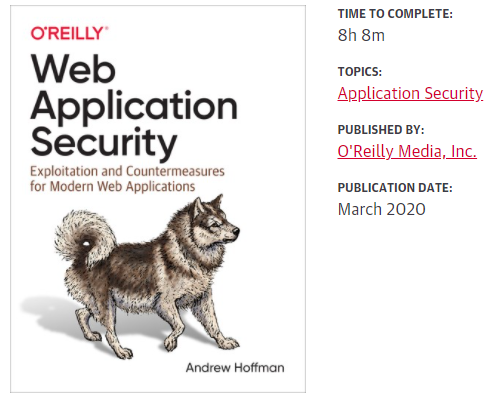 O'REILLY®
Web
Application
Security
Exploitation and Countermeasures
for Modern Web Applications
Andrew Hoffman
TIME TO COMPLETE:
8h 8m
TOPICS:
Application Security
PUBLISHED BY:
O'Reilly Media, Inc.
PUBLICATION DATE:
March 2020